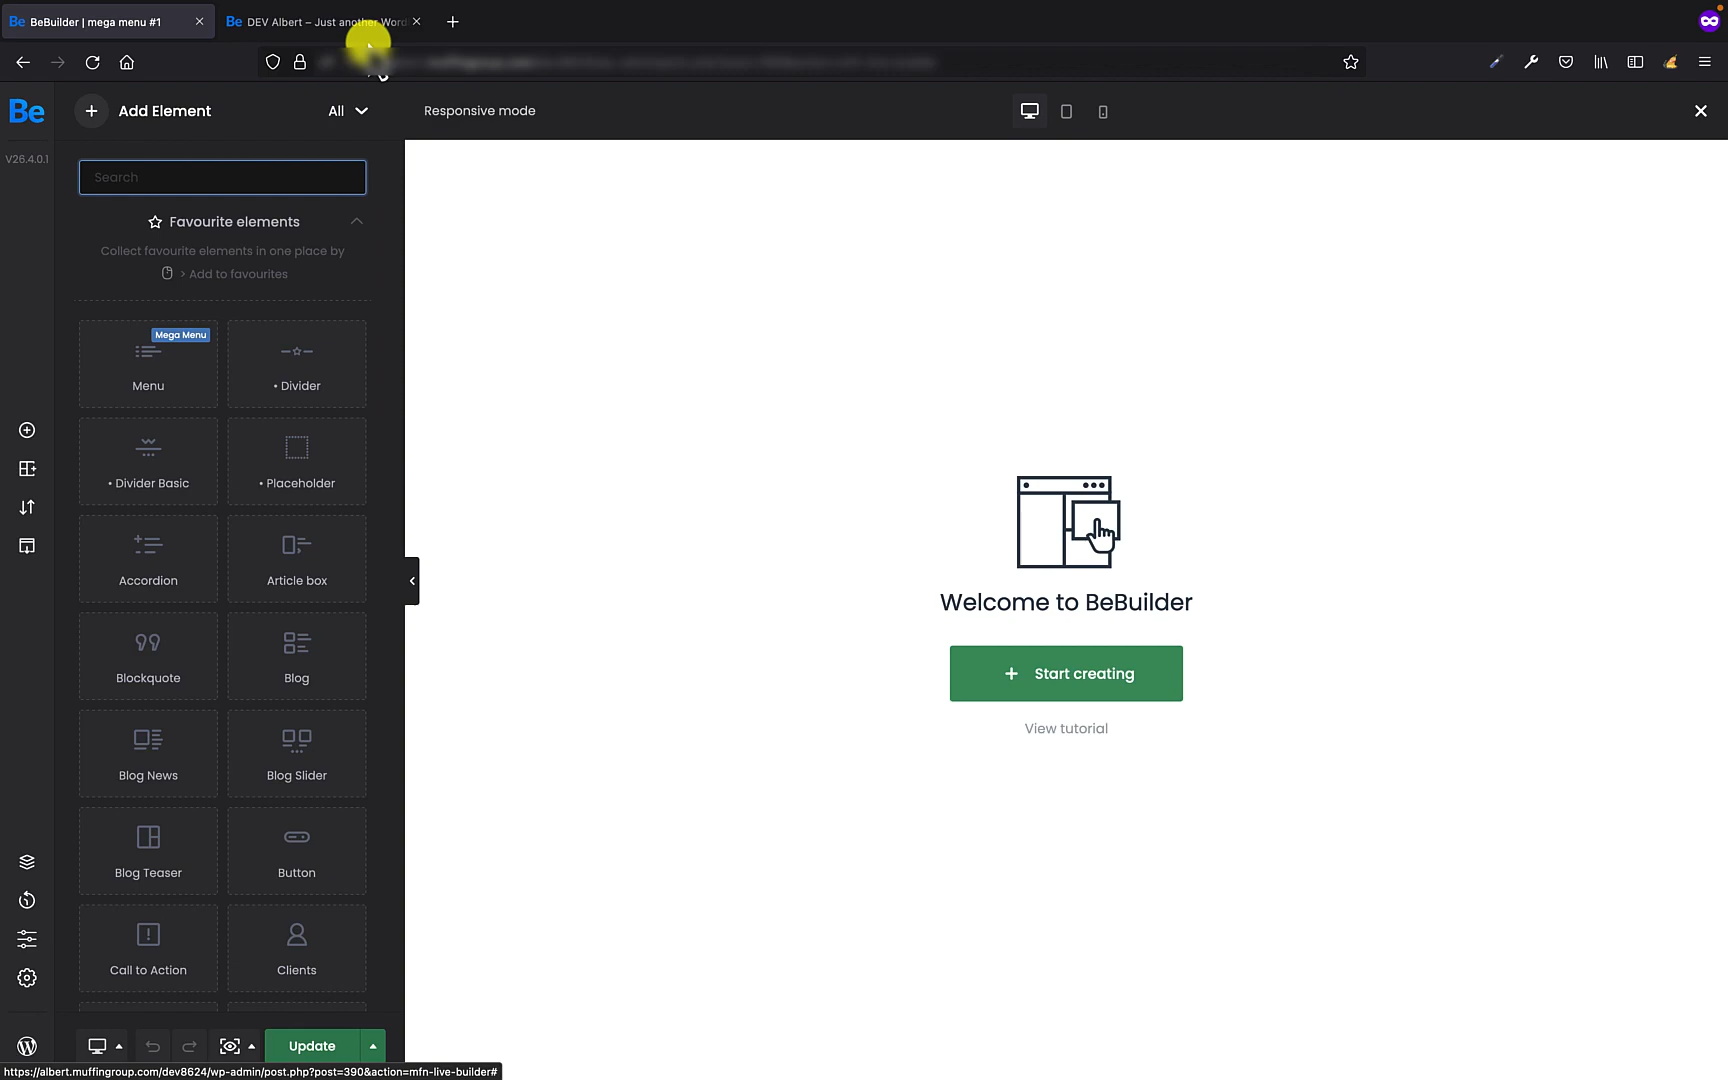 Be BeBuilder | mega menu #1
Be DEV Albert – Just another Word
Be
Add Element
All
Responsive mode
V26.4.0.1
Search
Favourite elements
Collect favourite elements in one place by
> Add to favourites
Mega Menu
Menu
• Divider
• Divider Basic
• Placeholder
Accordion
Article box
Blockquote
Blog
Blog News
Blog Slider
Blog Teaser
Button
Call to Action
Clients
Welcome to BeBuilder
+ Start creating
View tutorial
Update
https://albert.muffingroup.com/dev8624/wp-admin/post.php?post=390&action=mfn-live-builder#